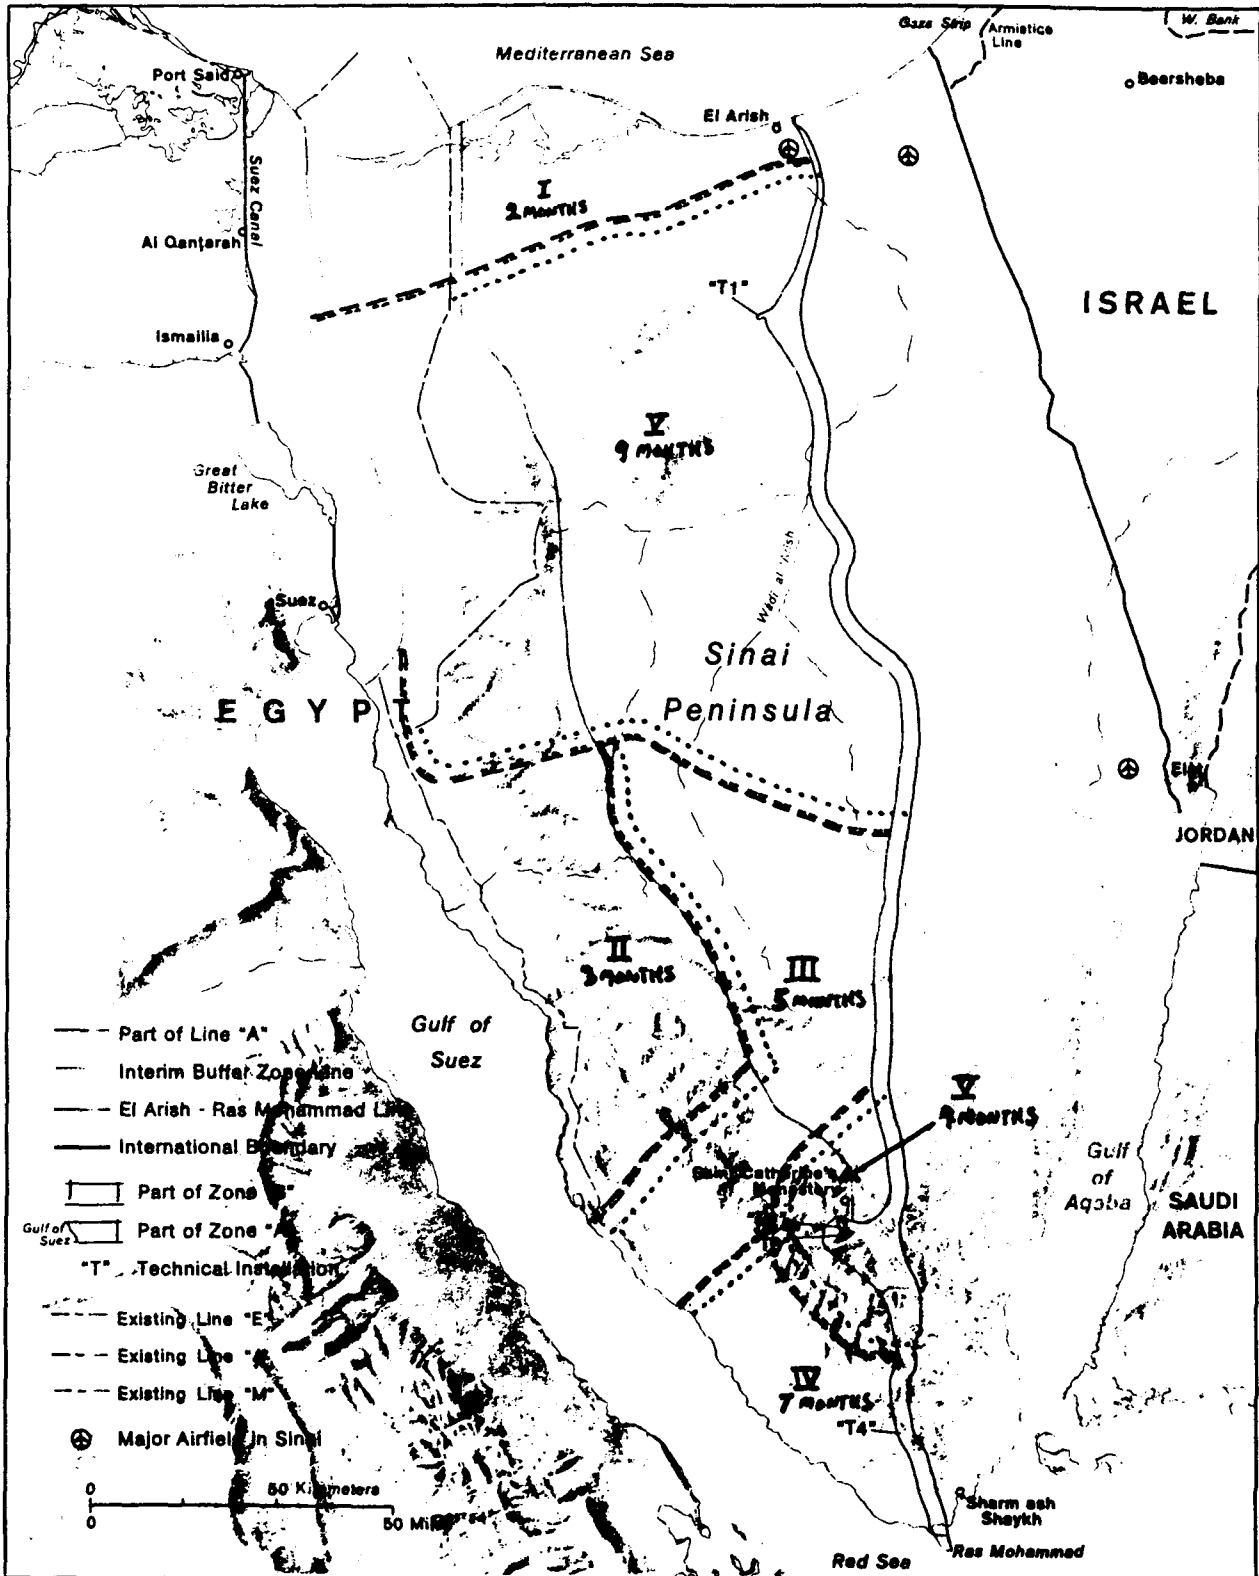 Gaza Strip
Armistice
Line
W. Bank
Mediterranean Sea
Port Said
Beersheba
El Arish
Suez Canal
I
2 MONTHS
Al Qantarah
"T1"
ISRAEL
Ismailia
V
9 MONTHS
Great
Bitter
Lake
Wadi al 'Arish
Suez
Sinai
Peninsula
EGYPT
JORDAN
II
3 MONTHS
III
5 MONTHS
Gulf of
Suez
Part of Line "A"
Interim Buffer Zone Line
El Arish - Ras Mohammad Line
International Boundary
Part of Zone "B"
Gulf of
Suez
Part of Zone "A"
"T" Technical Installation
Existing Line "E"
Existing Line
Existing Line "M"
Major Airfield in Sinai
0 50 Kilometers
0 50 Miles
V
9 MONTHS
Saint Catherine's
Monastery
Gulf
of
Aqaba
SAUDI
ARABIA
IV
7 MONTHS
"T4"
Sharm ash
Shaykh
Ras Mohammad
Red Sea